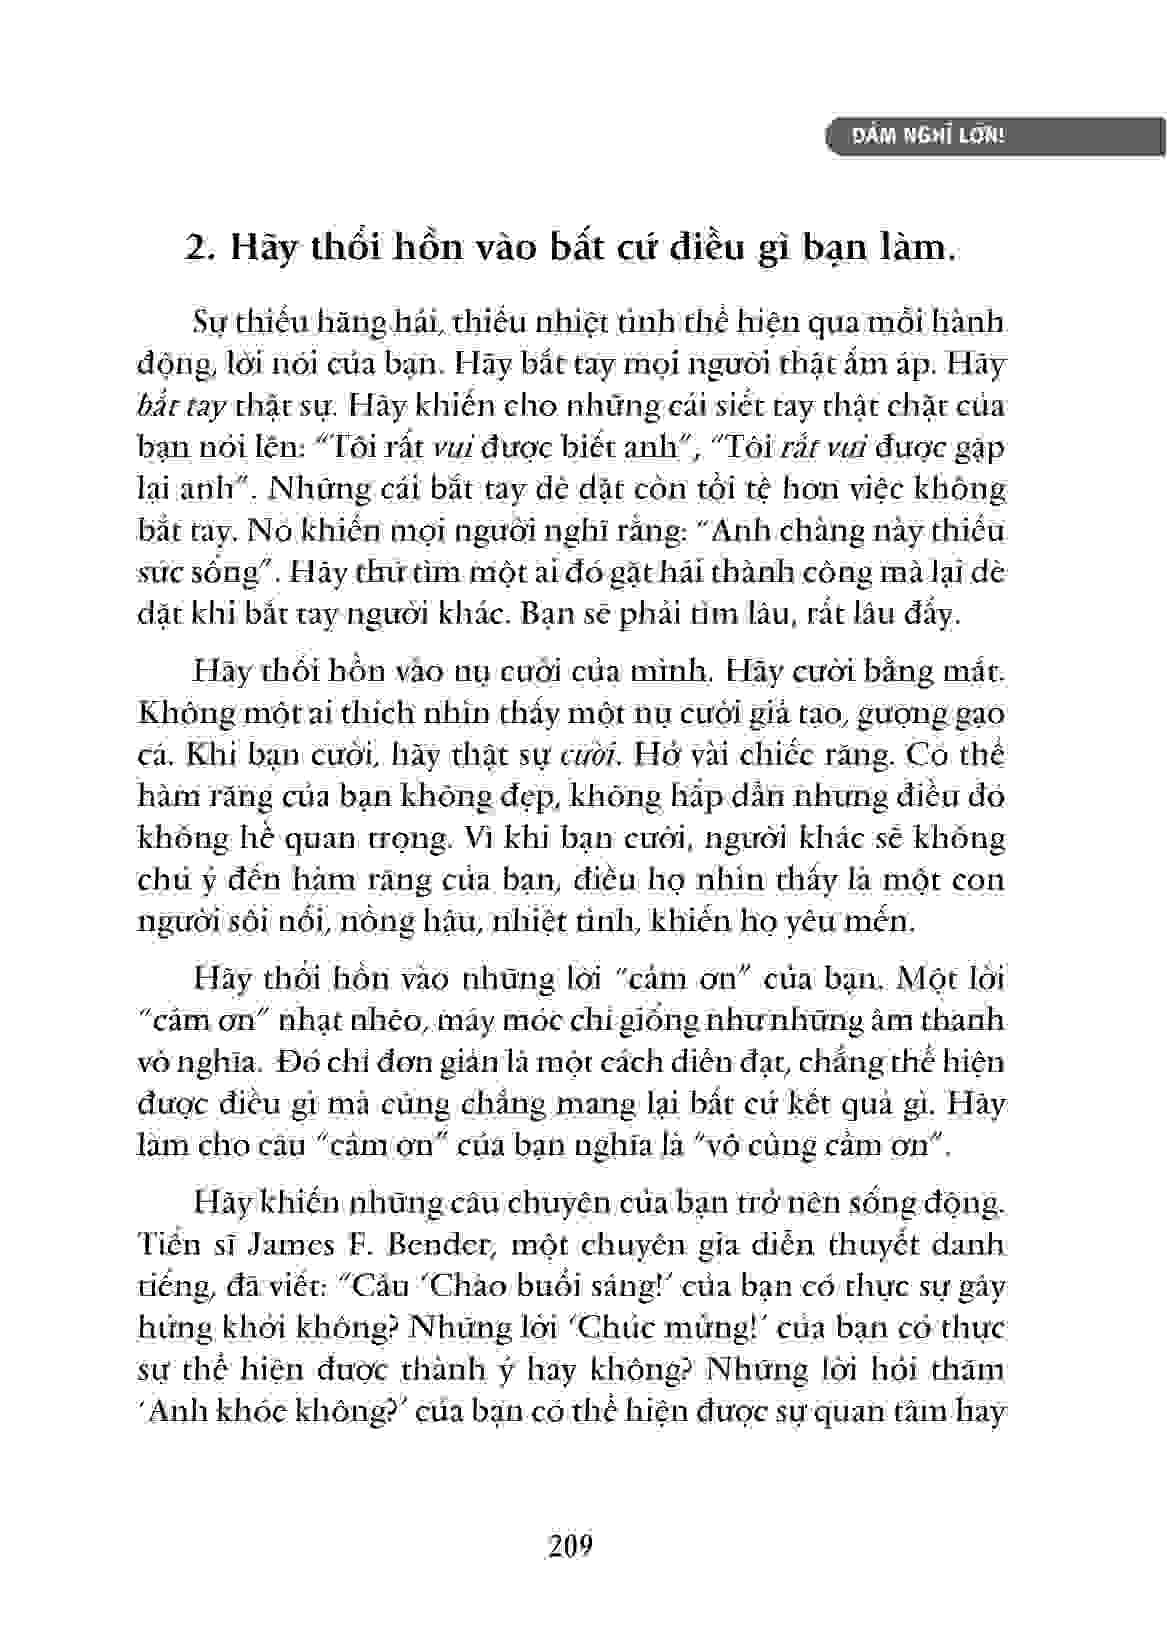 DÁM NGHĨ LỚN!
2. Hãy thổi hồn vào bất cứ điều gì bạn làm.
Sự thiếu hăng hái, thiếu nhiệt tình thể hiện qua mỗi hành
động, lời nói của bạn. Hãy bắt tay mọi người thật ấm áp. Hãy
bắt tay thật sự. Hãy khiến cho những cái siết tay thật chặt của
bạn nói lên: “Tôi rất vui được biết anh”, “Tôi rất vui được gặp
lại anh”. Những cái bắt tay dè dặt còn tồi tệ hơn việc không
bắt tay. Nó khiến mọi người nghĩ rằng: “Anh chàng này thiếu
sức sống”. Hãy thử tìm một ai đó gặt hái thành công mà lại dè
dặt khi bắt tay người khác. Bạn sẽ phải tìm lâu, rất lâu đấy.
Hãy thổi hồn vào nụ cười của mình. Hãy cười bằng mắt.
Không một ai thích nhìn thấy một nụ cười giả tạo, gượng gạo
cả. Khi bạn cười, hãy thật sự cười. Hở vài chiếc răng. Có thể
hàm răng của bạn không đẹp, không hấp dẫn nhưng điều đó
không hề quan trọng. Vì khi bạn cười, người khác sẽ không
chú ý đến hàm răng của bạn, điều họ nhìn thấy là một con
người sôi nổi, nồng hậu, nhiệt tình, khiến họ yêu mến.
Hãy thổi hồn vào những lời “cảm ơn” của bạn. Một lời
“cảm ơn” nhạt nhẽo, máy móc chỉ giống như những âm thanh
vô nghĩa. Đó chỉ đơn giản là một cách diễn đạt, chẳng thể hiện
được điều gì mà cũng chẳng mang lại bất cứ kết quả gì. Hãy
làm cho câu “cảm ơn” của bạn nghĩa là “vô cùng cảm ơn”.
Hãy khiến những câu chuyện của bạn trở nên sống động.
Tiến sĩ James F. Bender, một chuyên gia diễn thuyết danh
tiếng, đã viết: “Câu ‘Chào buổi sáng!’ của bạn có thực sự gây
hứng khởi không? Những lời ‘Chúc mừng!’ của bạn có thực
sự thể hiện được thành ý hay không? Những lời hỏi thăm
‘Anh khỏe không?’ của bạn có thể hiện được sự quan tâm hay
209